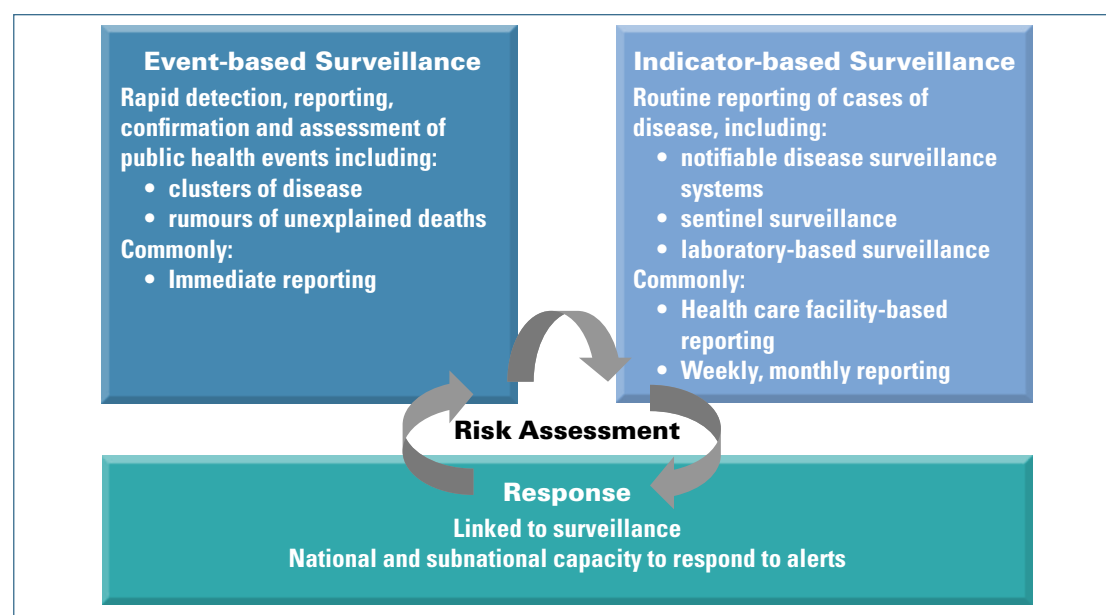 Event-based Surveillance
Rapid detection, reporting,
confirmation and assessment of
public health events including:
• clusters of disease
• rumours of unexplained deaths
Commonly:
• Immediate reporting
Indicator-based Surveillance
Routine reporting of cases of
disease, including:
• notifiable disease surveillance
systems
• sentinel surveillance
• laboratory-based surveillance
Commonly:
• Health care facility-based
reporting
• Weekly, monthly reporting
Risk Assessment
Response
Linked to surveillance
National and subnational capacity to respond to alerts